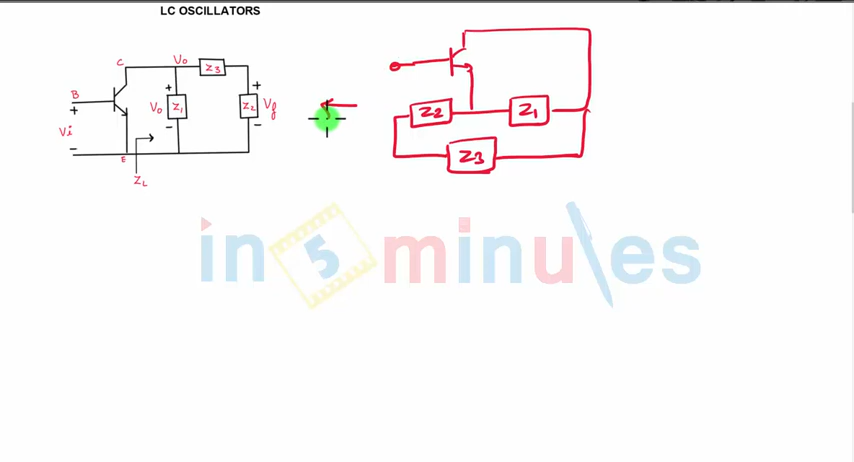 LC OSCILLATORS
C
Vo
Z3
B
+
Vi
-
+
Vo
-
Z1
Z2
+
Vf
-
E
ZL
Z2
Z1
Z3
in 5 minutes